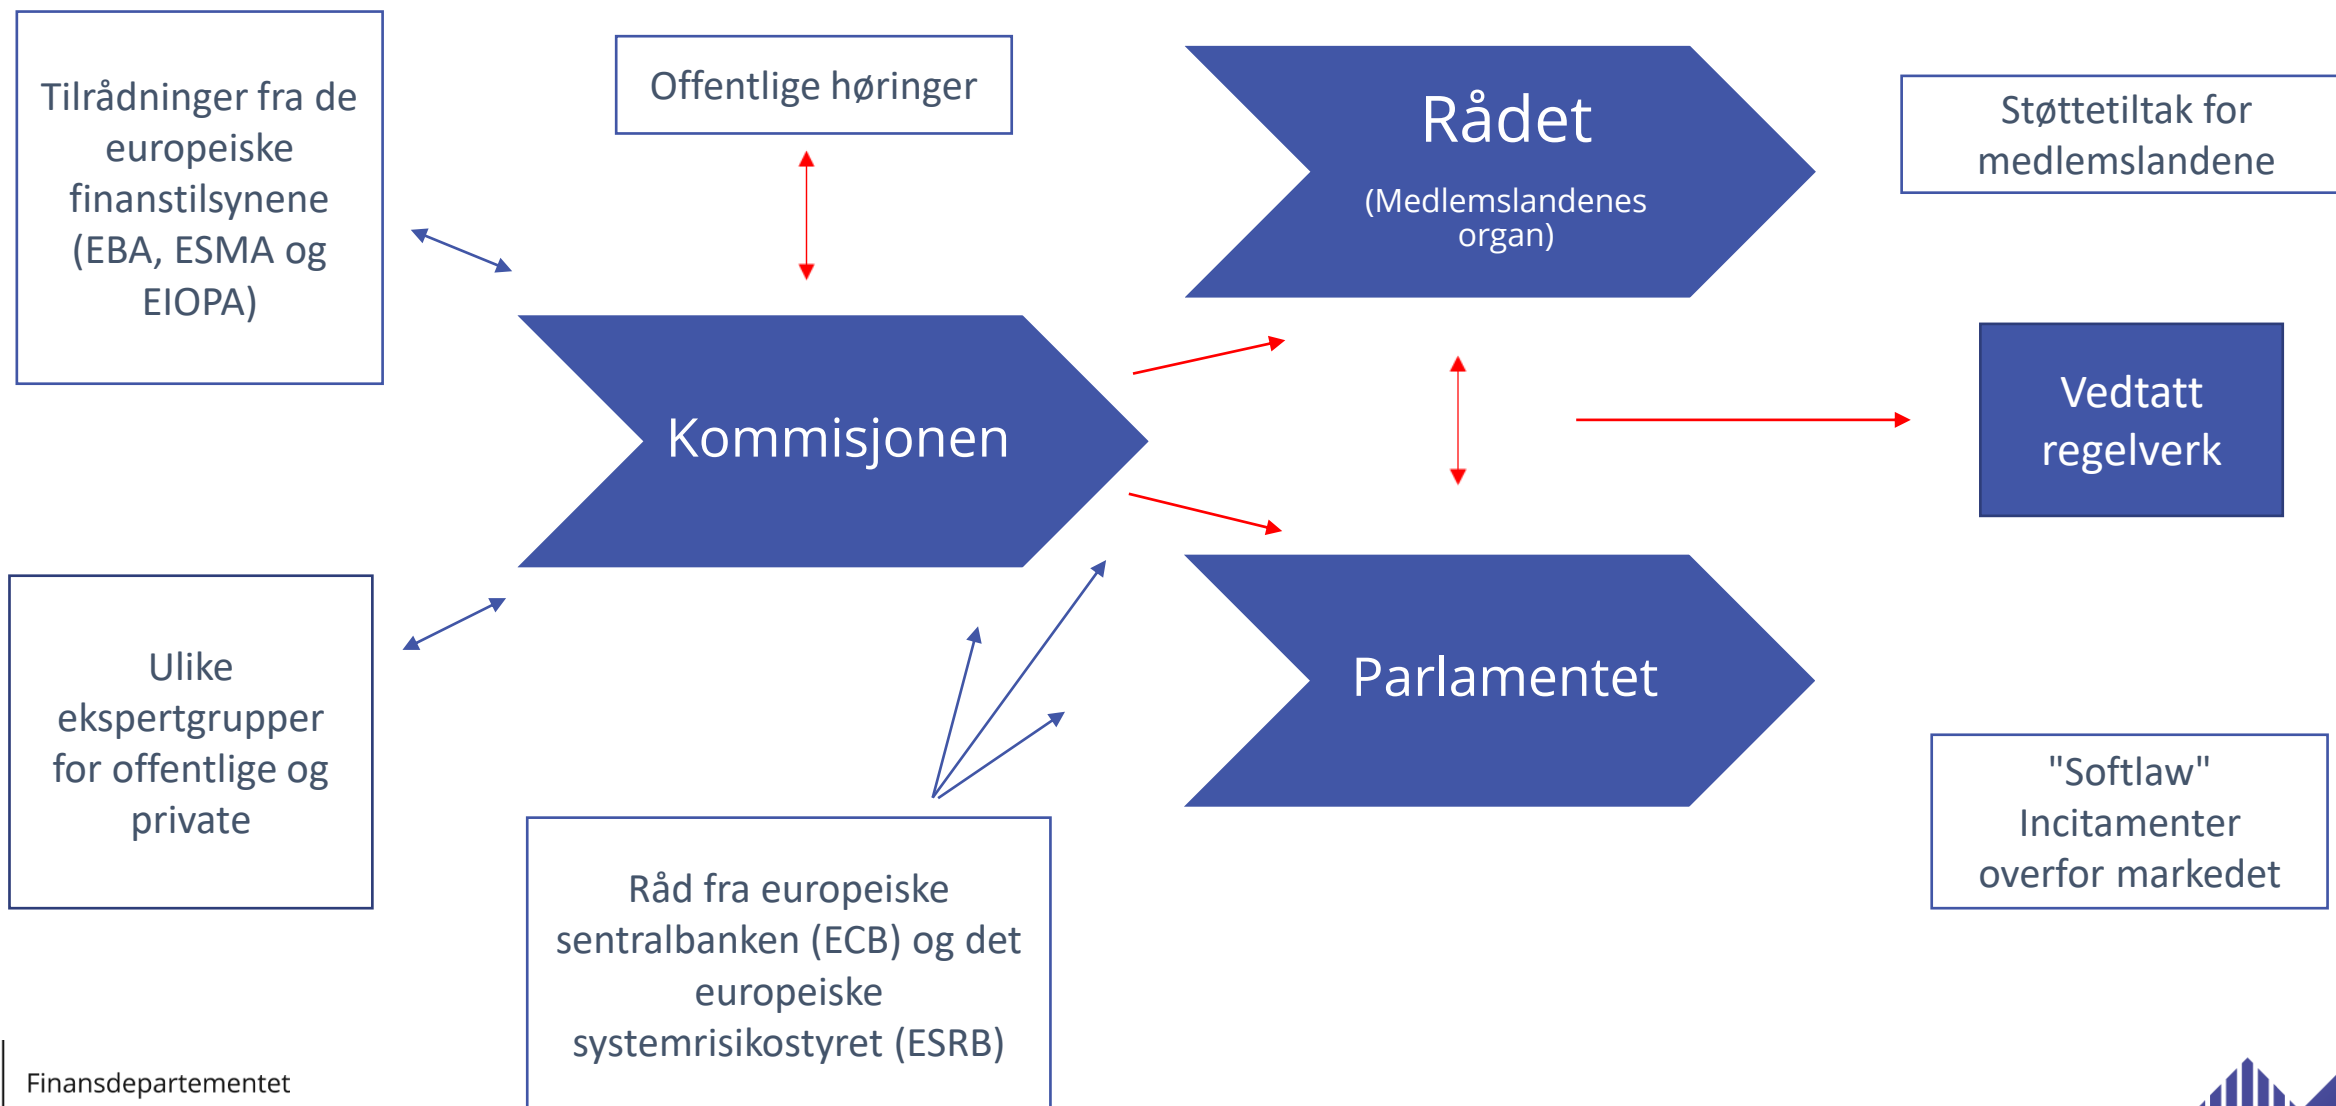 Tilrådninger fra de
europeiske
finanstilsynene
(EBA, ESMA og
EIOPA)
Offentlige høringer
Rådet
(Medlemslandenes
organ)
Støttetiltak for
medlemslandene
Kommisjonen
Vedtatt
regelverk
Ulike
ekspertgrupper
for offentlige og
private
Parlamentet
"Softlaw"
Incitamenter
overfor markedet
Råd fra europeiske
sentralbanken (ECB) og det
europeiske
systemrisikostyret (ESRB)
Finansdepartementet